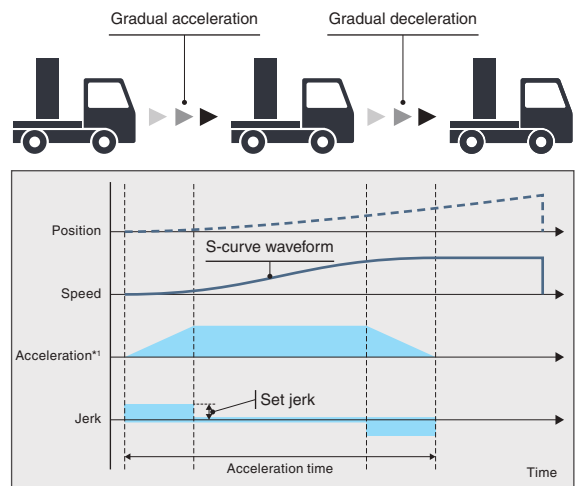 Gradual acceleration
Gradual deceleration
Position
S-curve waveform
Speed
Acceleration*1
Set jerk
Jerk
Acceleration time
Time